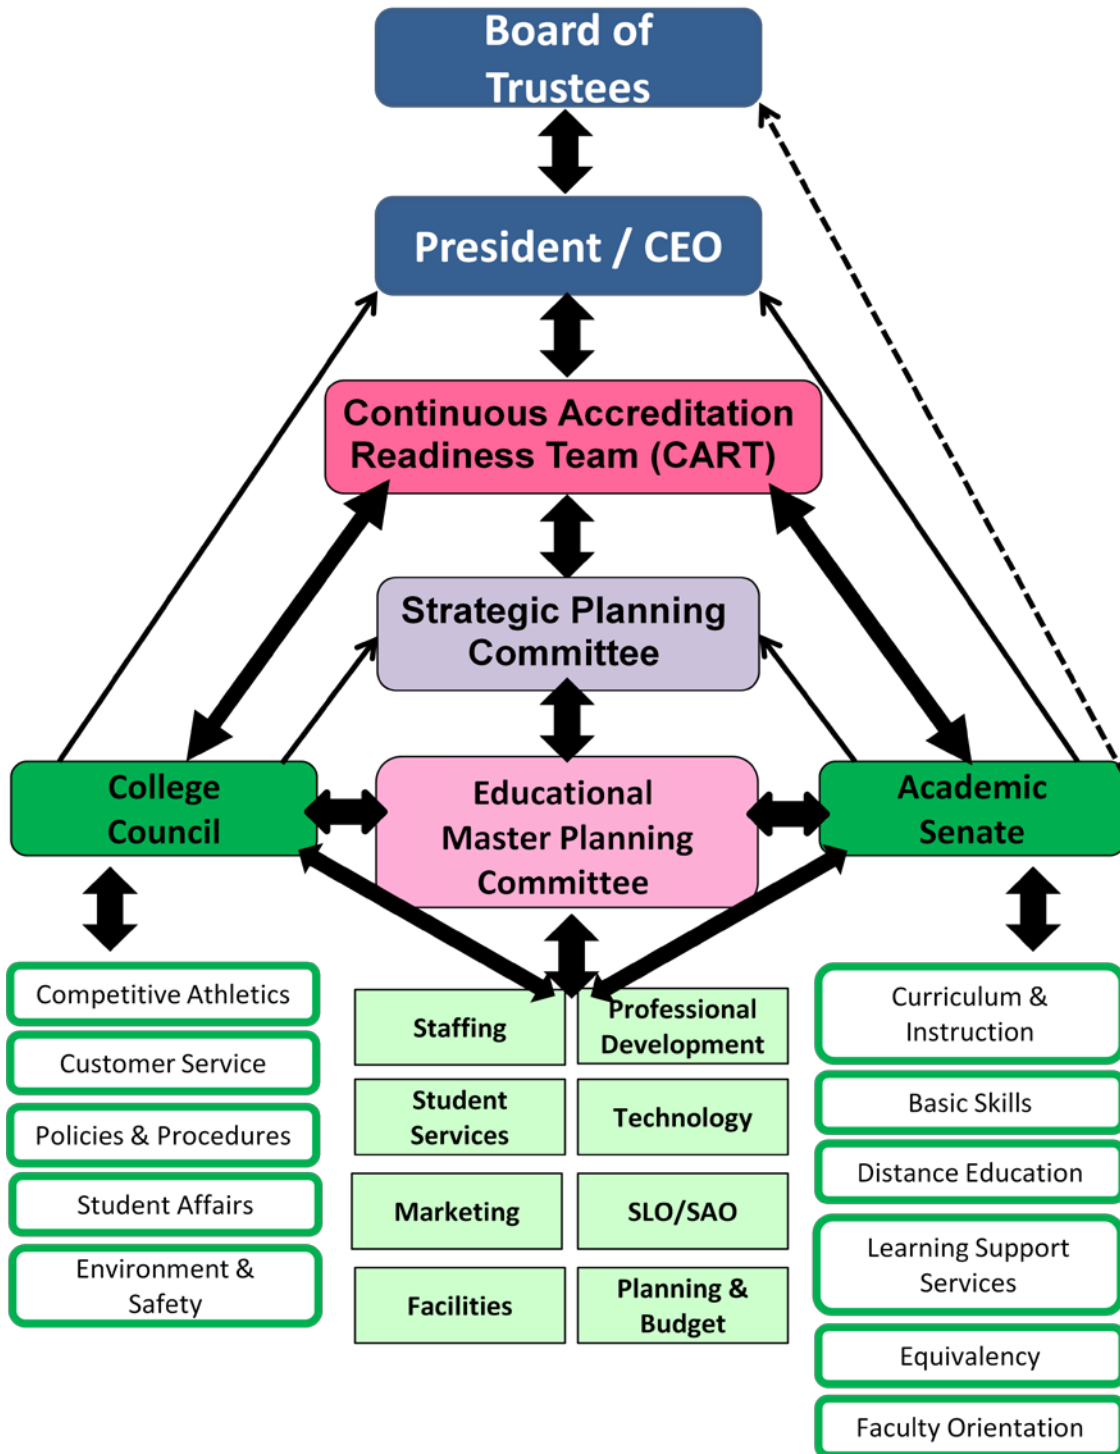 Board of
Trustees
President / CEO
Continuous Accreditation
Readiness Team (CART)
Strategic Planning
Committee
College
Council
Educational
Master Planning
Committee
Academic
Senate
Competitive Athletics
Customer Service
Policies & Procedures
Student Affairs
Environment &
Safety
Staffing
Professional
Development
Student
Services
Technology
Marketing
SLO/SAO
Facilities
Planning &
Budget
Curriculum &
Instruction
Basic Skills
Distance Education
Learning Support
Services
Equivalency
Faculty Orientation